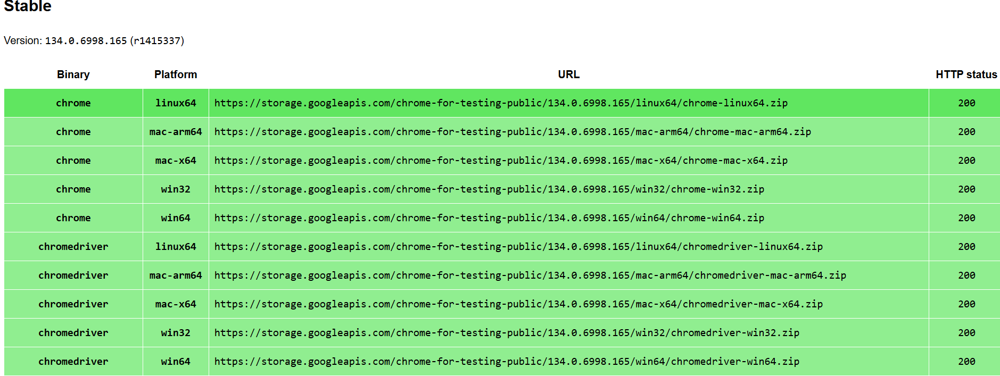 Stable
Version: 134.0.6998.165 (r1415337)
Binary Platform URL HTTP status
chrome linux64 https://storage.googleapis.com/chrome-for-testing-public/134.0.6998.165/linux64/chrome-linux64.zip 200
chrome mac-arm64 https://storage.googleapis.com/chrome-for-testing-public/134.0.6998.165/mac-arm64/chrome-mac-arm64.zip 200
chrome mac-x64 https://storage.googleapis.com/chrome-for-testing-public/134.0.6998.165/mac-x64/chrome-mac-x64.zip 200
chrome win32 https://storage.googleapis.com/chrome-for-testing-public/134.0.6998.165/win32/chrome-win32.zip 200
chrome win64 https://storage.googleapis.com/chrome-for-testing-public/134.0.6998.165/win64/chrome-win64.zip 200
chromedriver linux64 https://storage.googleapis.com/chrome-for-testing-public/134.0.6998.165/linux64/chromedriver-linux64.zip 200
chromedriver mac-arm64 https://storage.googleapis.com/chrome-for-testing-public/134.0.6998.165/mac-arm64/chromedriver-mac-arm64.zip 200
chromedriver mac-x64 https://storage.googleapis.com/chrome-for-testing-public/134.0.6998.165/mac-x64/chromedriver-mac-x64.zip 200
chromedriver win32 https://storage.googleapis.com/chrome-for-testing-public/134.0.6998.165/win32/chromedriver-win32.zip 200
chromedriver win64 https://storage.googleapis.com/chrome-for-testing-public/134.0.6998.165/win64/chromedriver-win64.zip 200